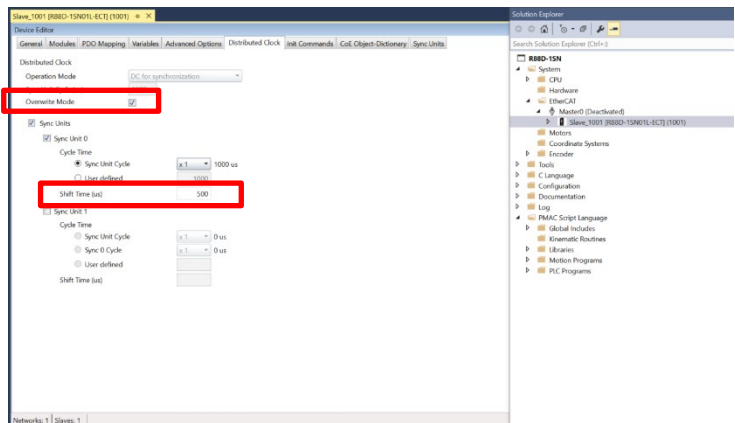 Slave_1001 [R88D-1SN01L-ECT] (1001)
Device Editor
General Modules PDO Mapping Variables Advanced Options Distributed Clock Init Commands CoE Object-Dictionary Sync Units
Distributed Clock
Operation Mode DC for synchronization
Overwrite Mode
Sync Units
Sync Unit 0
Cycle Time
Sync Unit Cycle x 1 1000 us
User defined 1000
Shift Time (us) 500
Sync Unit 1
Cycle Time
Sync Unit Cycle x 1 0 us
Sync 0 Cycle x 1 0 us
User defined
Shift Time (us)
Networks: 1 Slaves: 1
Solution Explorer
Search Solution Explorer (Ctrl+;)
R88D-1SN
System
CPU
Hardware
EtherCAT
Master0 (Deactivated)
Slave_1001 [R88D-1SN01L-ECT] (1001)
Motors
Coordinate Systems
Encoder
Tools
C Language
Configuration
Documentation
Log
PMAC Script Language
Global Includes
Kinematic Routines
Libraries
Motion Programs
PLC Programs